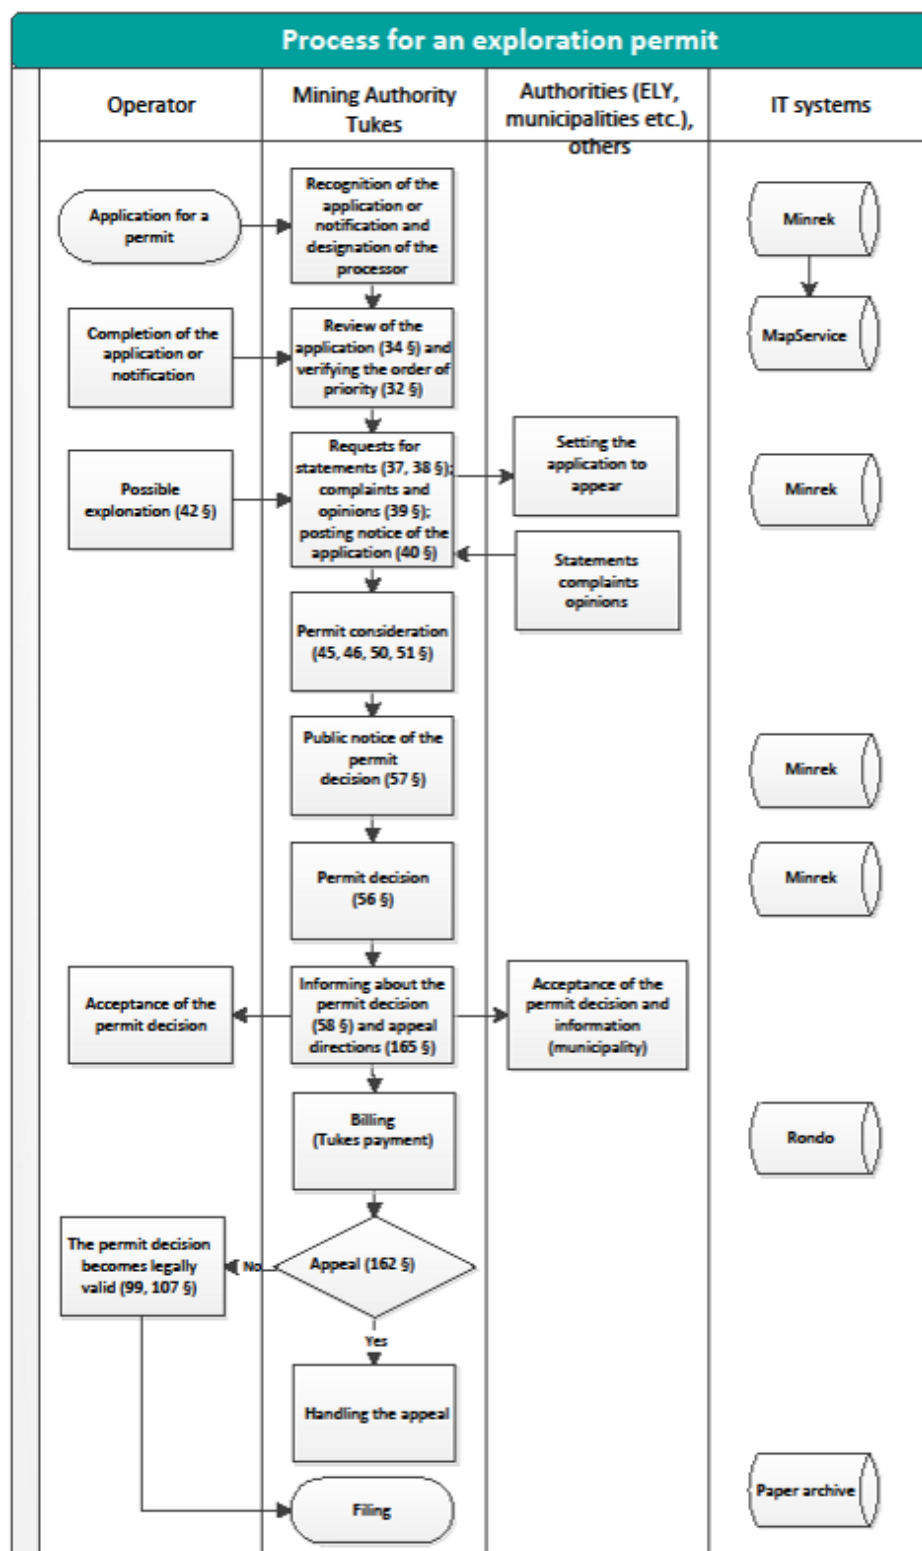 Process for an exploration permit
Operator
Mining Authority
Tukes
Authorities (ELY,
municipalities etc.),
others
IT systems
Application for a
permit
Recognition of the
application or
notification and
designation of the
processor
Minrek
Completion of the
application or
notification
Review of the
application (34 §) and
verifying the order of
priority (32 §)
MapService
Possible
explonation (42 §)
Requests for
statements (37, 38 §);
complaints and
opinions (39 §);
posting notice of the
application (40 §)
Setting the
application to
appear
Minrek
Statements
complaints
opinions
Permit consideration
(45, 46, 50, 51 §)
Public notice of the
permit
decision (57 §)
Minrek
Permit decision
(56 §)
Minrek
Acceptance of the
permit decision
Informing about the
permit decision
(58 §) and appeal
directions (165 §)
Acceptance of the
permit decision and
information
(municipality)
Billing
(Tukes payment)
Rondo
The permit decision
becomes legally
valid (99, 107 §)
No
Appeal (162 §)
Yes
Handling the appeal
Filing
Paper archive